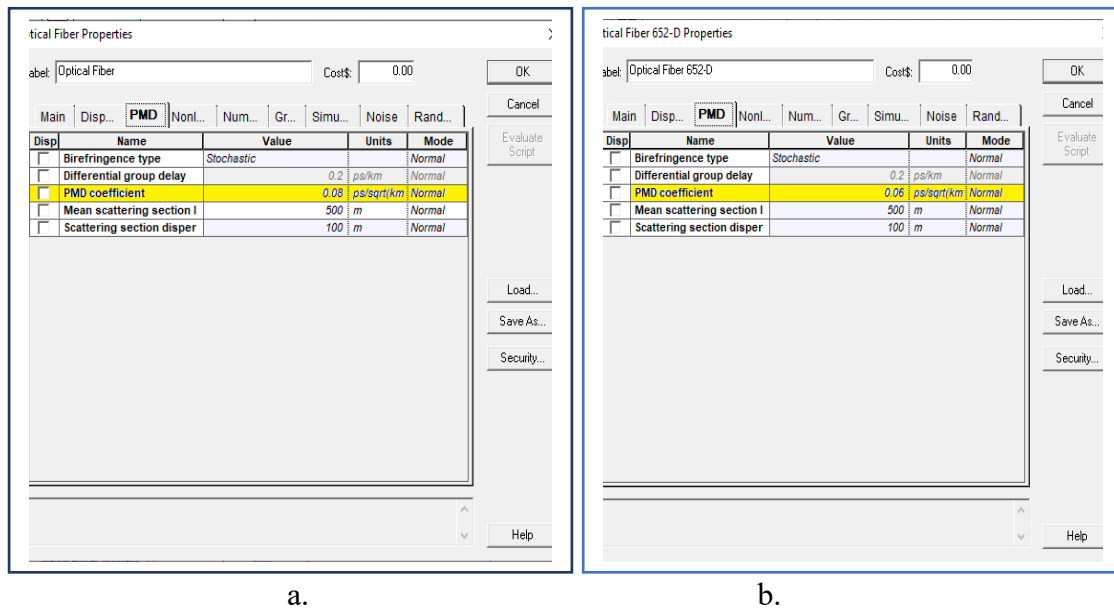 tical Fiber Properties
abel: Optical Fiber Cost$: 0.00 OK
Main Disp... PMD Nonl... Num... Gr... Simu... Noise Rand... Cancel
Disp Name Value Units Mode Evaluate
Script
Birefringence type Stochastic Normal
Differential group delay 0.2 ps/km Normal
PMD coefficient 0.08 ps/sqrt(km Normal
Mean scattering section l 500 m Normal
Scattering section disper 100 m Normal
Load...
Save As...
Security...
Help
a.
tical Fiber 652-D Properties
abel: Optical Fiber 652-D Cost$: 0.00 OK
Main Disp... PMD Nonl... Num... Gr... Simu... Noise Rand... Cancel
Disp Name Value Units Mode Evaluate
Script
Birefringence type Stochastic Normal
Differential group delay 0.2 ps/km Normal
PMD coefficient 0.06 ps/sqrt(km Normal
Mean scattering section l 500 m Normal
Scattering section disper 100 m Normal
Load...
Save As...
Security...
Help
b.